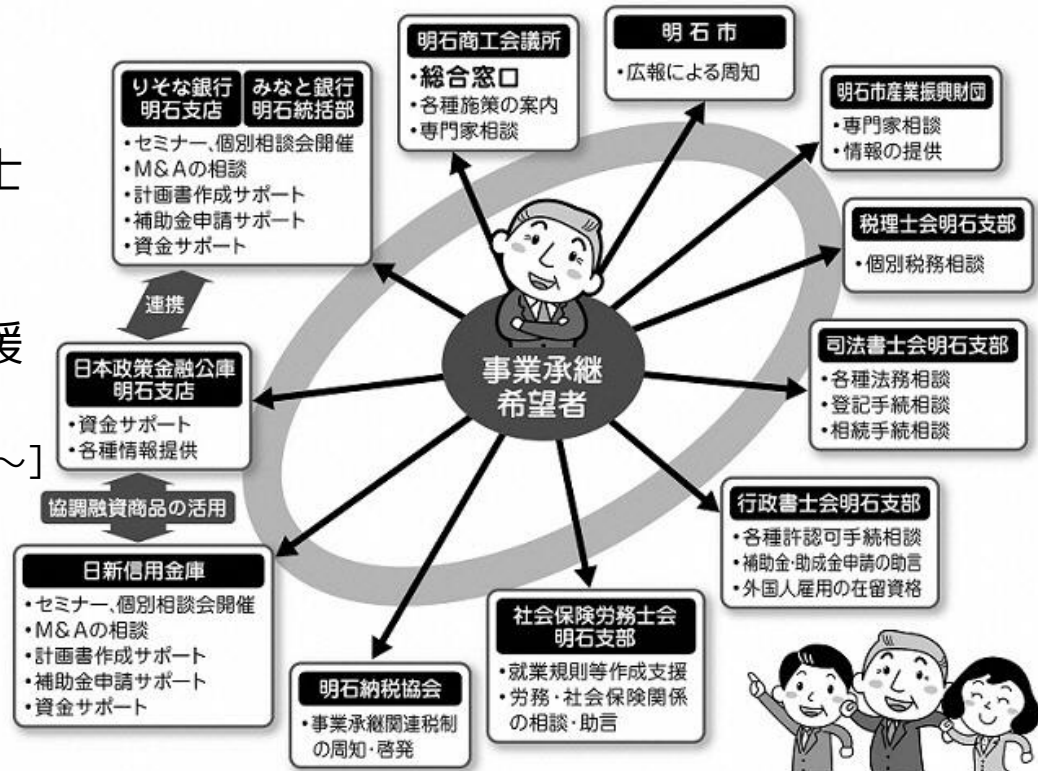 明石商工会議所
・総合窓口
・各種施策の案内
・専門家相談
明石市
・広報による周知
明石市産業振興財団
・専門家相談
・情報の提供
りそな銀行
明石支店
みなと銀行
明石統括部
・セミナー、個別相談会開催
・M&Aの相談
・計画書作成サポート
・補助金申請サポート
・資金サポート
士
税理士会明石支部
・個別税務相談
連携
援
事業承継
希望者
司法書士会明石支部
・各種法務相談
・登記手続相談
・相続手続相談
日本政策金融公庫
明石支店
・資金サポート
・各種情報提供
～]
協調融資商品の活用
行政書士会明石支部
・各種許認可手続相談
・補助金・助成金申請の助言
・外国人雇用の在留資格
日新信用金庫
・セミナー、個別相談会開催
・M&Aの相談
・計画書作成サポート
・補助金申請サポート
・資金サポート
社会保険労務士会
明石支部
・就業規則等作成支援
・労務・社会保険関係
の相談・助言
明石納税協会
・事業承継関連税制
の周知・啓発